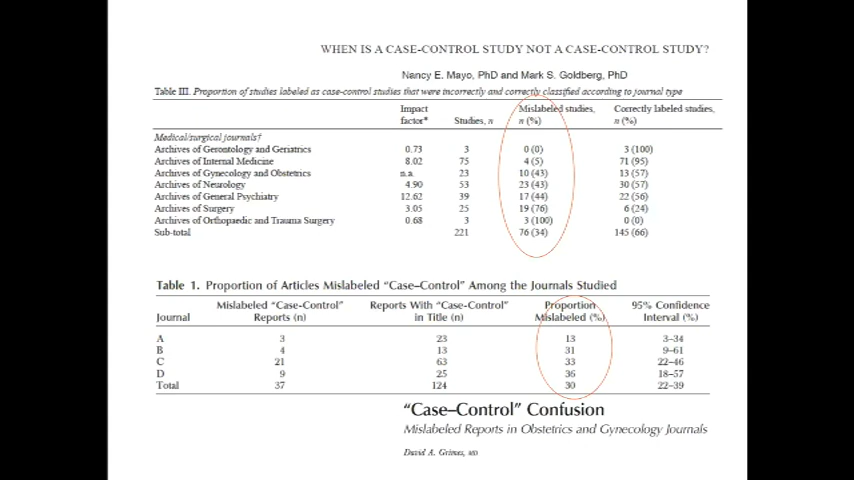 WHEN IS A CASE-CONTROL STUDY NOT A CASE-CONTROL STUDY?
Nancy E. Mayo, PhD and Mark S. Goldberg, PhD
Table III. Proportion of studies labeled as case-control studies that were incorrectly and correctly classified according to journal type
Impact Mislabeled studies, Correctly labeled studies,
factor* Studies, n n (%) n (%)
Medical/surgical journals†
Archives of Gerontology and Geriatrics 0.73 3 0 (0) 3 (100)
Archives of Internal Medicine 8.02 75 4 (5) 71 (95)
Archives of Gynecology and Obstetrics n.a. 23 10 (43) 13 (57)
Archives of Neurology 4.90 53 23 (43) 30 (57)
Archives of General Psychiatry 12.62 39 17 (44) 22 (56)
Archives of Surgery 3.05 25 19 (76) 6 (24)
Archives of Orthopaedic and Trauma Surgery 0.68 3 3 (100) 0 (0)
Sub-total 221 76 (34) 145 (66)
Table 1. Proportion of Articles Mislabeled “Case–Control” Among the Journals Studied
Mislabeled “Case-Control” Reports With “Case-Control” Proportion 95% Confidence
Journal Reports (n) in Title (n) Mislabeled (%) Interval (%)
A 3 23 13 3–34
B 4 13 31 9–61
C 21 63 33 22–46
D 9 25 36 18–57
Total 37 124 30 22–39
“Case–Control” Confusion
Mislabeled Reports in Obstetrics and Gynecology Journals
David A. Grimes, MD